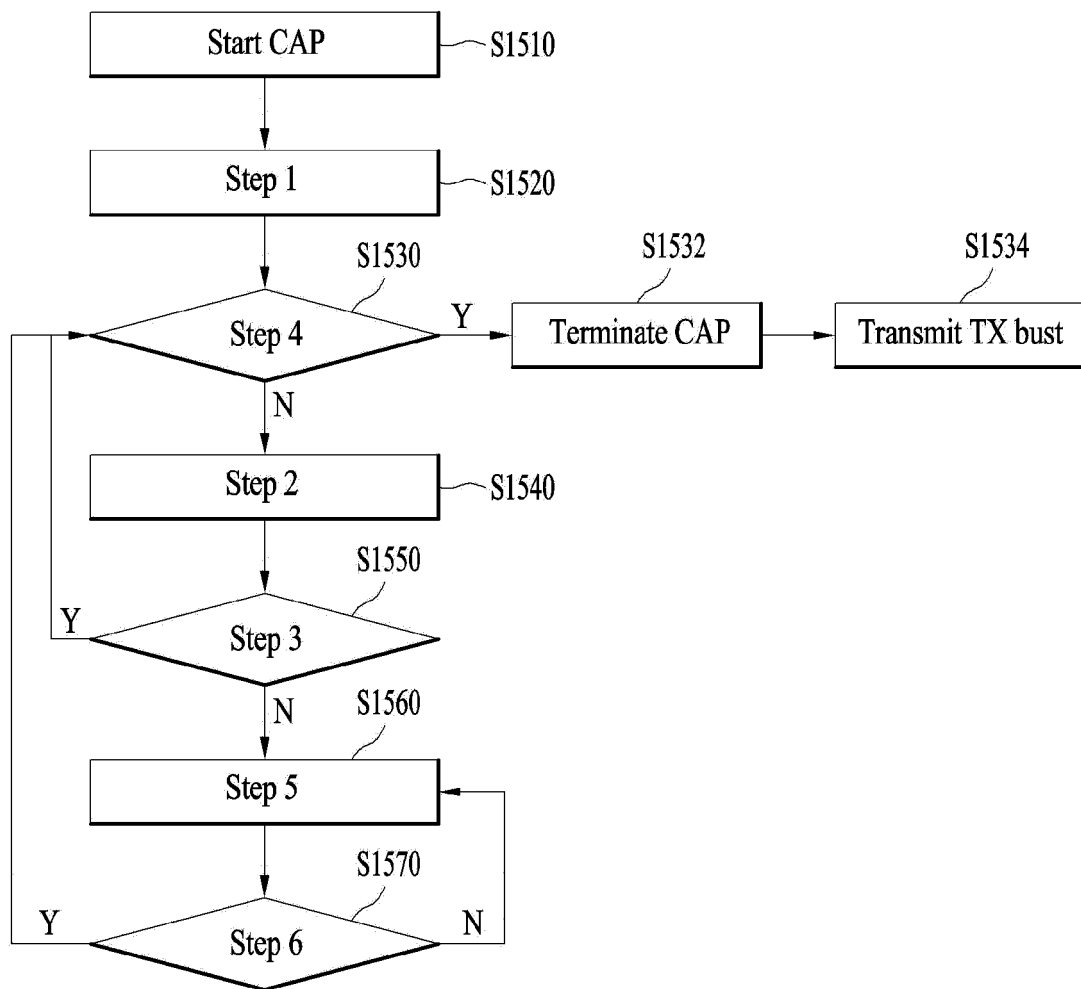 Start CAP
S1510
Step 1
S1520
S1530
S1532
S1534
Step 4
Y
Terminate CAP
Transmit TX bust
N
Step 2
S1540
S1550
Y
Step 3
N
S1560
Step 5
S1570
Y
Step 6
N